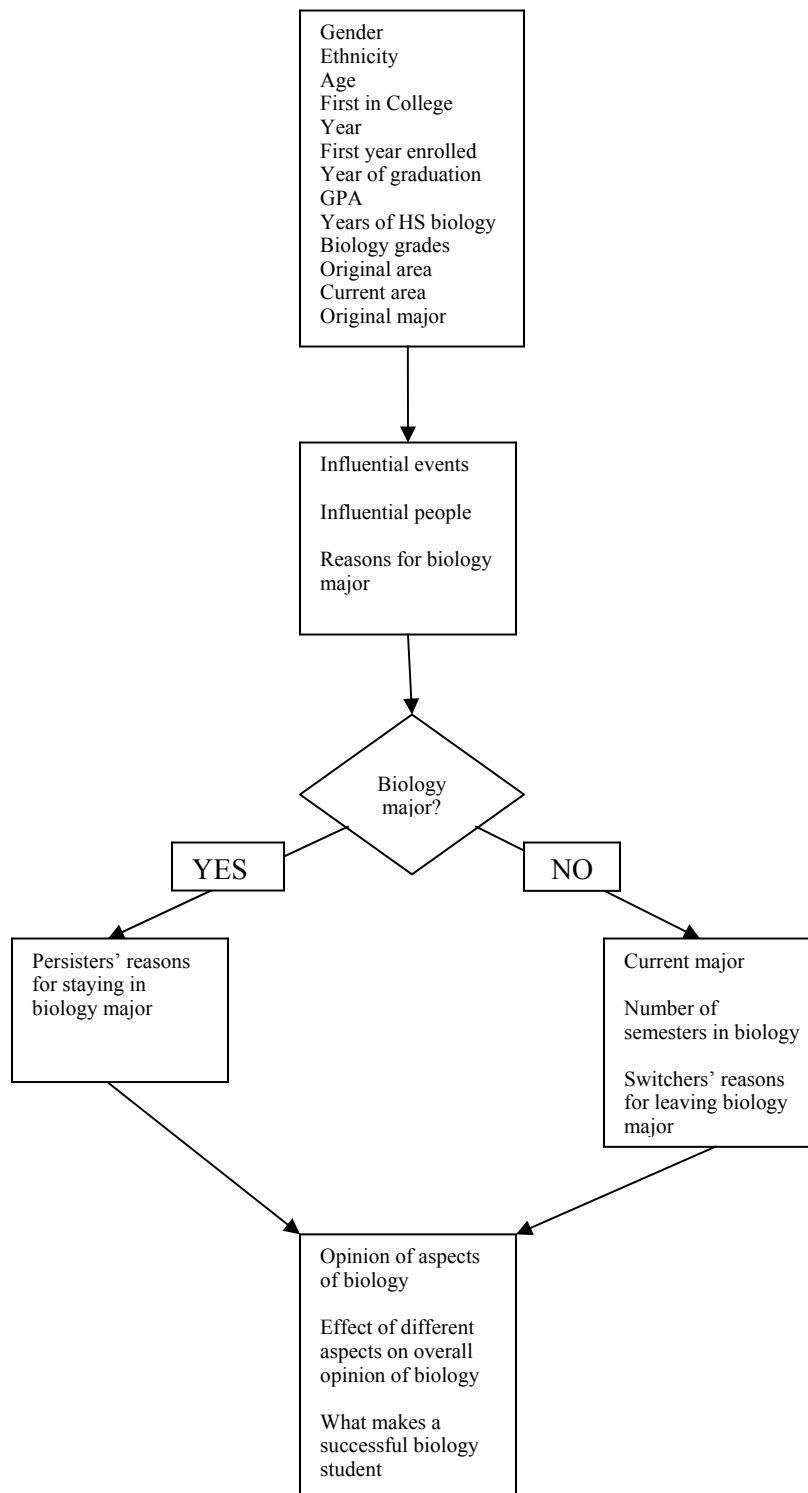 Gender
Ethnicity
Age
First in College
Year
First year enrolled
Year of graduation
GPA
Years of HS biology
Biology grades
Original area
Current area
Original major
Influential events
Influential people
Reasons for biology
major
Biology
major?
YES
NO
Persisters’ reasons
for staying in
biology major
Current major
Number of
semesters in biology
Switchers’ reasons
for leaving biology
major
Opinion of aspects
of biology
Effect of different
aspects on overall
opinion of biology
What makes a
successful biology
student